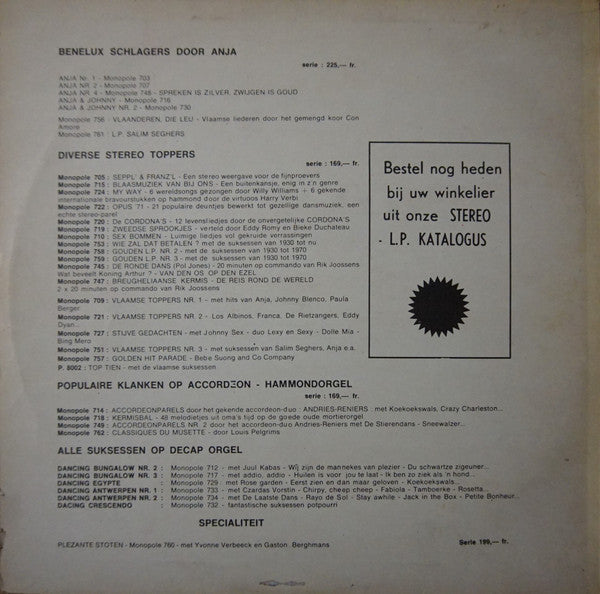 BENELUX SCHLAGERS DOOR ANJA
serie : 225,— fr.
ANJA Nr. 1 - Monopole 703
ANJA NR. 2 - Monopole 707
ANJA NR. 4 - Monopole 748 - SPREKEN IS ZILVER, ZWIJGEN IS GOUD
ANJA & JOHNNY - Monopole 716
ANJA & JOHNNY NR. 2 - Monopole 730
Monopole 756 - VLAANDEREN, DIE LEU - Vlaamse liederen door het gemengd koor Con
Amore
Monopole 761 : L.P. SALIM SEGHERS
DIVERSE STEREO TOPPERS
serie : 169,— fr.
Monopole 705 : SEPPL' & FRANZ'L - Een stereo weergave voor de fijnproevers
Monopole 715 : BLAASMUZIEK VAN BIJ ONS - Een buitenkansje, enig in z'n genre
Monopole 724 : MY WAY - 6 wereldsongs gezongen door Willy Williams + 6 gekende
internationale bravourstukken op hammond door de virtuoos Harry Verbi
Monopole 722 : OPUS 71 - 21 populaire deuntjes bewerkt tot gezellige dansmuziek, een
echte stereo-parel
Monopole 720 : De CORDONA'S - 12 levensliedjes door de onvergetelijke CORDONA'S
Monopole 719 : ZWEEDSE SPROOKJES - verteld door Eddy Romy en Bieke Duchateau
Monopole 710 : SEX BOMMEN - Luimige liedjes vol gekruide verrassingen
Monopole 753 : WIE ZAL DAT BETALEN ? met de suksessen van 1930 tot nu
Monopole 758 : GOUDEN L.P. NR. 2 - met de suksessen van 1930 tot 1970
Monopole 759 : GOUDEN L.P. NR. 3 - met de suksessen van 1930 tot 1970
Monopole 745 : DE RONDE DANS (Pol Jones) - 20 minuten op commando van Rik Joossens
Wat beveelt Koning Arthur ? - VAN DEN OS OP DEN EZEL
Monopole 747 : BREUGHELIAANSE KERMIS - DE REIS ROND DE WERELD
2 x 20 minuten op commando van Rik Joossens
Monopole 709 : VLAAMSE TOPPERS NR. 1 - met hits van Anja, Johnny Blenco, Paula
Berger
Monopole 721 : VLAAMSE TOPPERS NR. 2 - Los Albinos, Franca, De Rietzangers, Eddy
Dyan...
Monopole 727 : STIJVE GEDACHTEN - met Johnny Sex - duo Lexy en Sexy - Dolle Mia -
Bing Mero
Monopole 751 : VLAAMSE TOPPERS NR. 3 - met suksessen van Salim Seghers, Anja e.a.
Monopole 757 : GOLDEN HIT PARADE - Bebe Suong and Co Company
P. 8002 : TOP TIEN - met de vlaamse suksessen
Bestel nog heden
bij uw winkelier
uit onze STEREO
- L.P. KATALOGUS
POPULAIRE KLANKEN OP ACCORDEON - HAMMONDORGEL
serie : 169,— fr.
Monopole 714 : ACCORDEONPARELS door het gekende accordeon-duo : ANDRIES-RENIERS : met Koekoekswals, Crazy Charleston...
Monopole 718 : KERMISBAL - 48 melodietjes uit oma's tijd op de goede oude mortierorgel
Monopole 749 : ACCORDEONPARELS NR. 2 door het accordeon-duo Andries-Reniers met De Stierendans - Sneewalzer...
Monopole 762 : CLASSIQUES DU MUSETTE - door Louis Pelgrims
ALLE SUKSESSEN OP DECAP ORGEL
DANCING BUNGALOW NR. 2 : Monopole 712 - met Juul Kabas - Wij zijn de mannekes van plezier - Du schwartze zigeuner...
DANCING BUNGALOW NR. 3 : Monopole 717 - met addio, addio - Huilen is voor jou te laat - Ik ben zo ziek als 'n hond...
DANCING EGYPTE : Monopole 729 - met Rose garden - Eerst zien en dan maar geloven - Koekoekswals...
DANCING ANTWERPEN NR. 1 : Monopole 733 - met Czardas Vorstin - Chirpy, cheep cheep - Fabiola - Tamboerke - Rosetta...
DANCING ANTWERPEN NR. 2 : Monopole 734 - met De Laatste Dans - Rayo de Sol - Stay awhile - Jack in the Box - Petite Bonheur...
DACING CRESCENDO : Monopole 732 - fantastische suksessen potpourri
SPECIALITEIT
PLEZANTE STOTEN - Monopole 760 - met Yvonne Verbeeck en Gaston Berghmans
Serie 199,— fr.